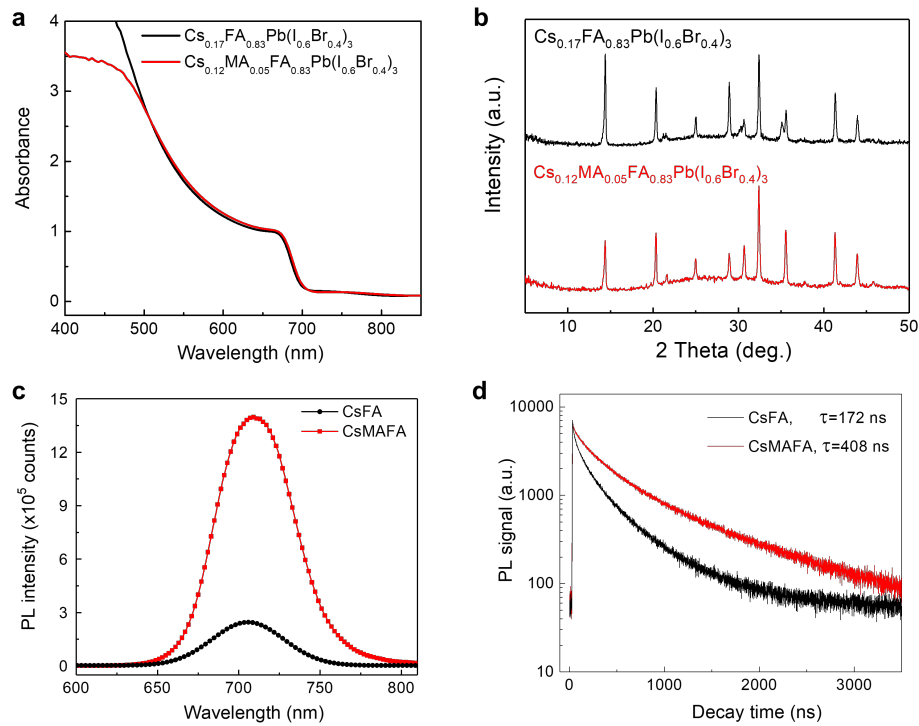 a
4
3
2
1
0
Absorbance
Cs0.17FA0.83Pb(I0.6Br0.4)3
Cs0.12MA0.05FA0.83Pb(I0.6Br0.4)3
400 500 600 700 800
Wavelength (nm)
b
Intensity (a.u.)
Cs0.17FA0.83Pb(I0.6Br0.4)3
Cs0.12MA0.05FA0.83Pb(I0.6Br0.4)3
10 20 30 40 50
2 Theta (deg.)
c
15
12
9
6
3
0
PL intensity (x10⁵ counts)
CsFA
CsMAFA
600 650 700 750 800
Wavelength (nm)
d
10000
1000
100
10
PL signal (a.u.)
CsFA, τ=172 ns
CsMAFA, τ=408 ns
0 1000 2000 3000
Decay time (ns)